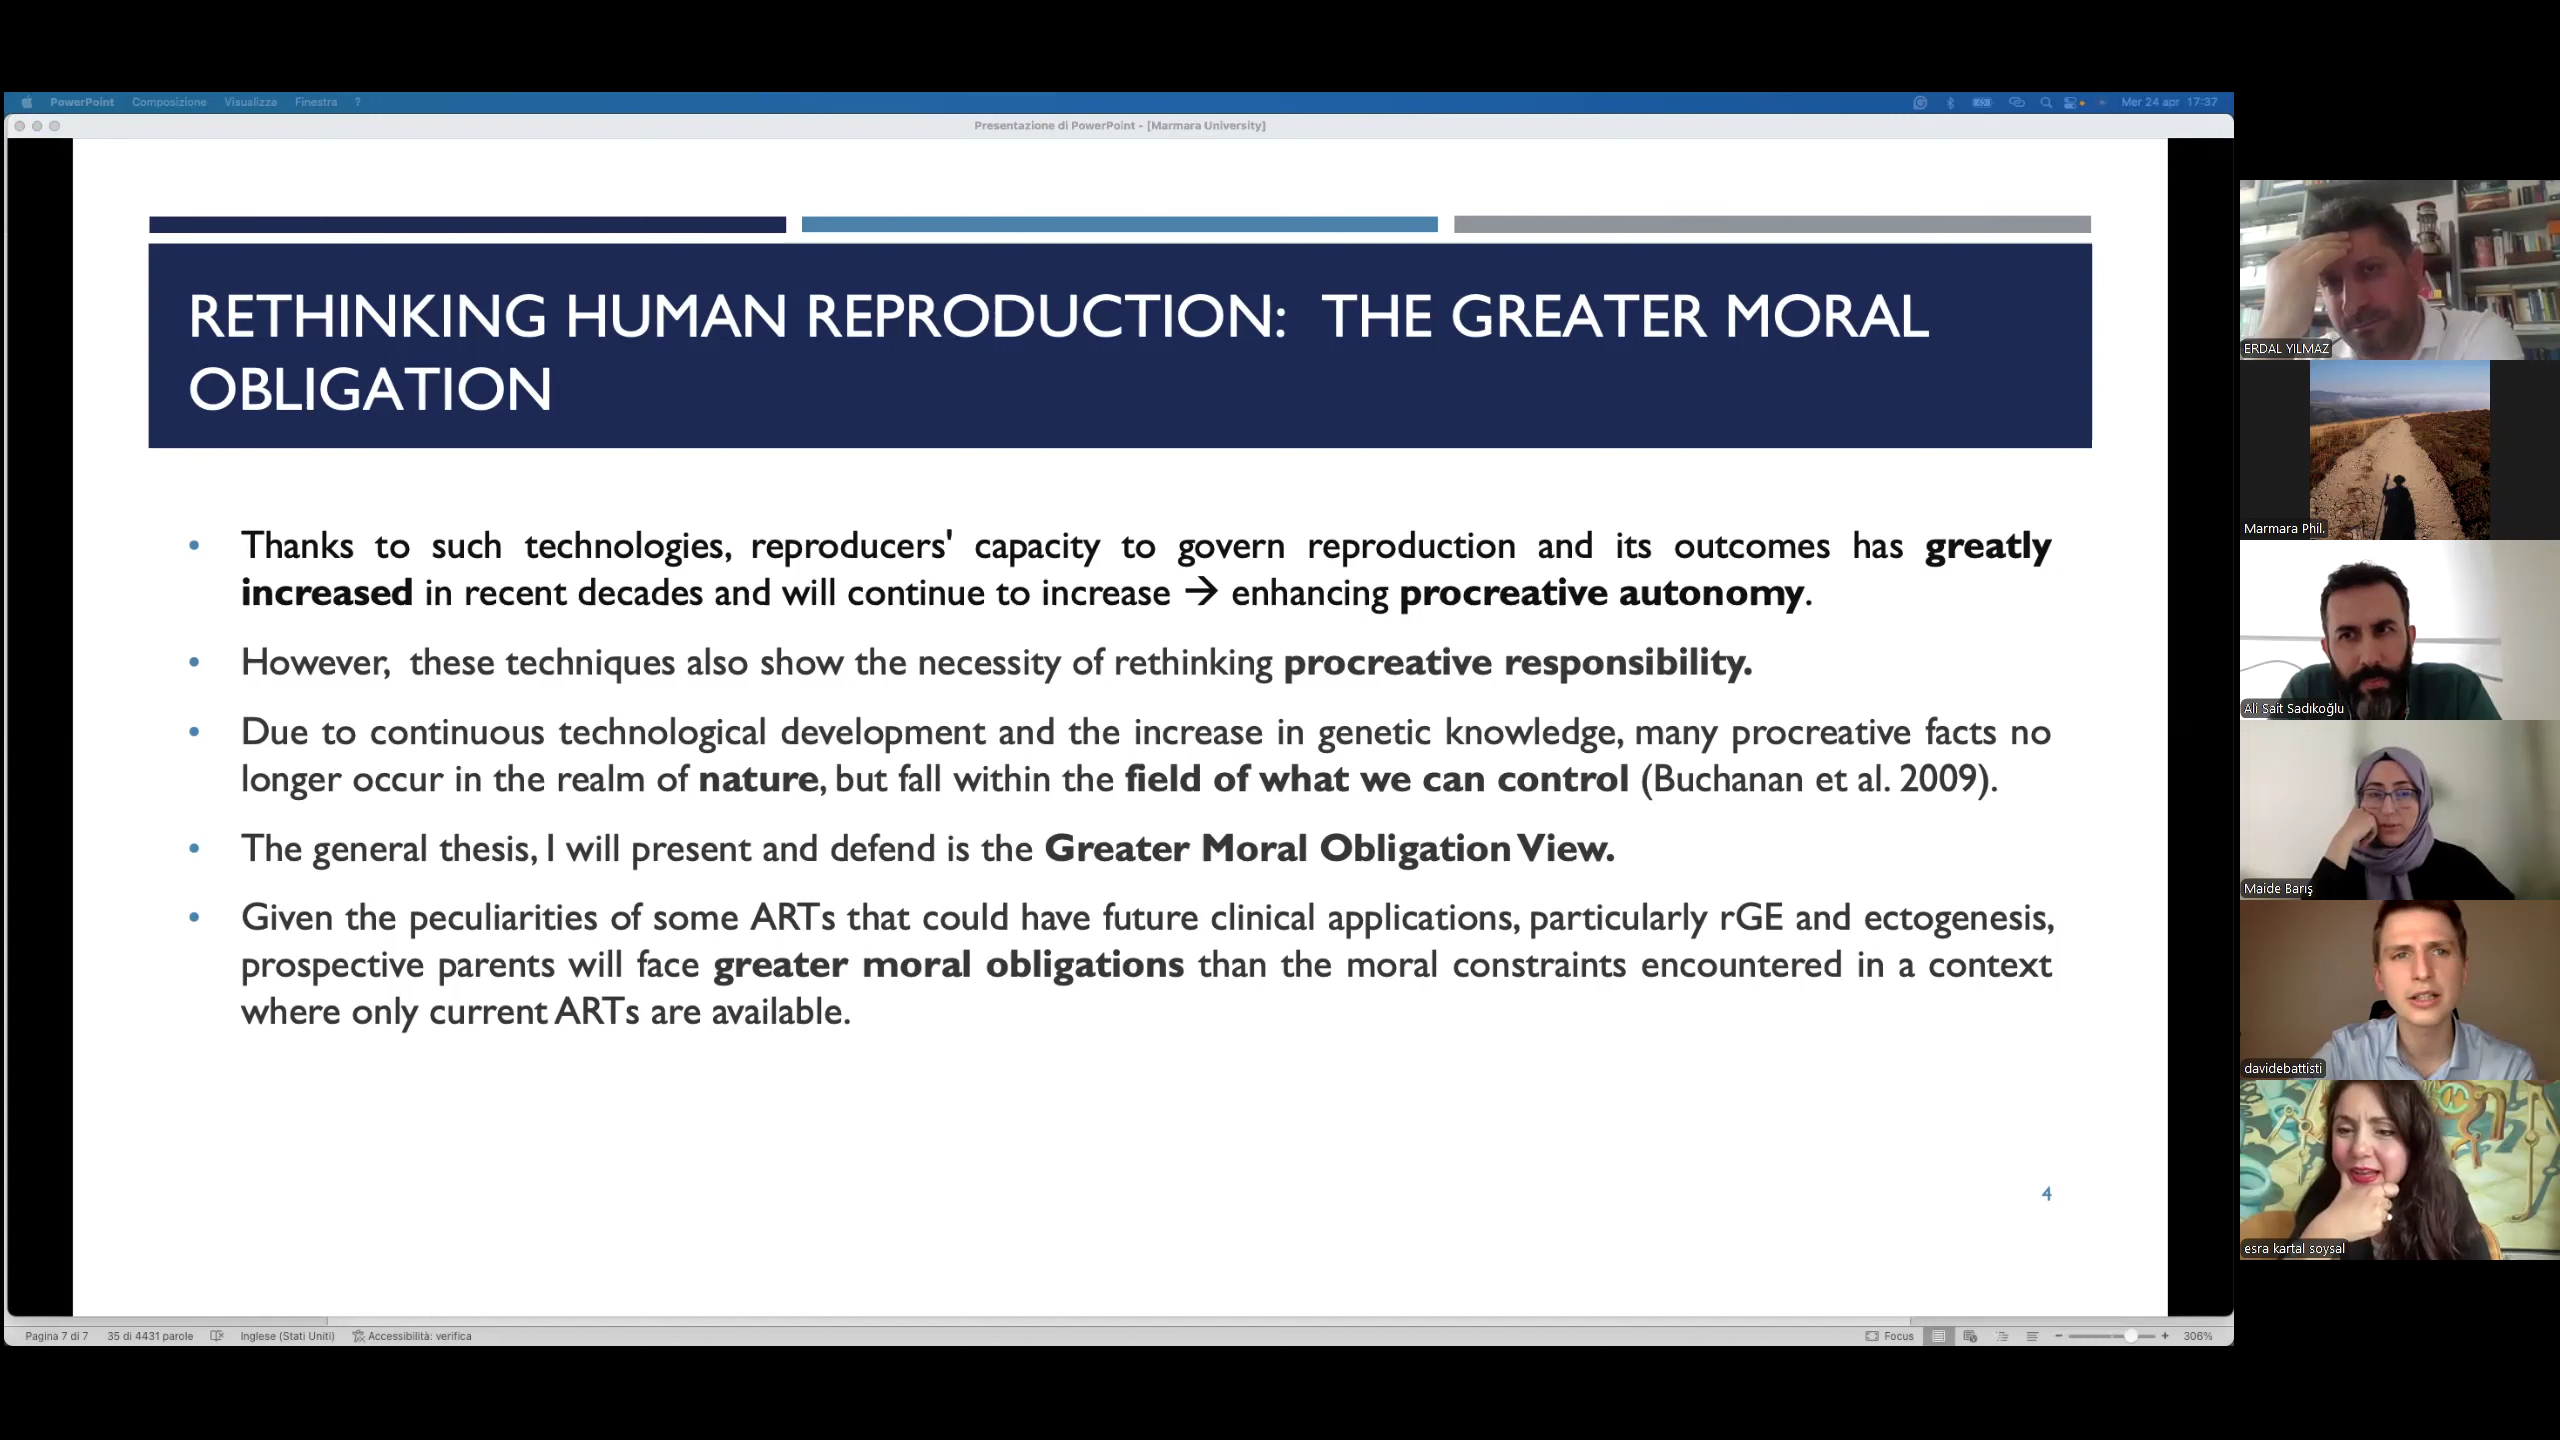 PowerPoint Composizione Visualizza Finestra ?
Mer 24 apr 17:37
Presentazione di PowerPoint - [Marmara University]
RETHINKING HUMAN REPRODUCTION:  THE GREATER MORAL
OBLIGATION
• Thanks to such technologies, reproducers' capacity to govern reproduction and its outcomes has greatly
increased in recent decades and will continue to increase → enhancing procreative autonomy.
• However,  these techniques also show the necessity of rethinking procreative responsibility.
• Due to continuous technological development and the increase in genetic knowledge, many procreative facts no
longer occur in the realm of nature, but fall within the field of what we can control (Buchanan et al. 2009).
• The general thesis, I will present and defend is the Greater Moral Obligation View.
• Given the peculiarities of some ARTs that could have future clinical applications, particularly rGE and ectogenesis,
prospective parents will face greater moral obligations than the moral constraints encountered in a context
where only current ARTs are available.
4
Pagina 7 di 7 35 di 4431 parole Inglese (Stati Uniti) Accessibilità: verifica
Focus
− + 306%
ERDAL YILMAZ
Marmara Phil.
Ali Sait Sadıkoğlu
Maide Barış
davidebattisti
esra kartal soysal